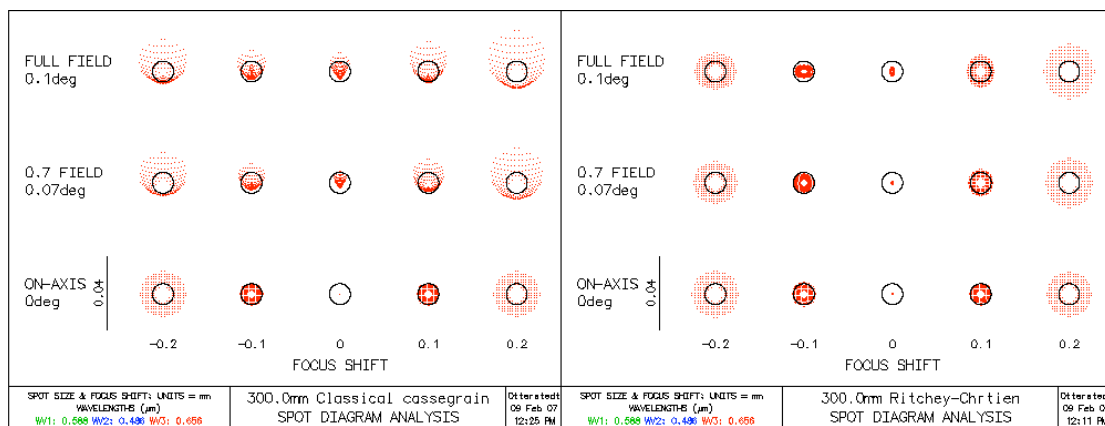 FULL FIELD
0.1deg
0.7 FIELD
0.07deg
ON-AXIS
0deg
0.04
-0.2 -0.1 0 0.1 0.2
FOCUS SHIFT
SPOT SIZE & FOCUS SHIFT: UNITS = mm
WAVELENGTHS (µm)
WV1: 0.588 WV2: 0.486 WV3: 0.656
300.0mm Classical cassegrain
SPOT DIAGRAM ANALYSIS
Otterstedt
09 Feb 07
12:25 PM
FULL FIELD
0.1deg
0.7 FIELD
0.07deg
ON-AXIS
0deg
0.04
-0.2 -0.1 0 0.1 0.2
FOCUS SHIFT
SPOT SIZE & FOCUS SHIFT: UNITS = mm
WAVELENGTHS (µm)
WV1: 0.588 WV2: 0.486 WV3: 0.656
300.0mm Ritchey-Chrtien
SPOT DIAGRAM ANALYSIS
Otterstedt
09 Feb 07
12:11 PM